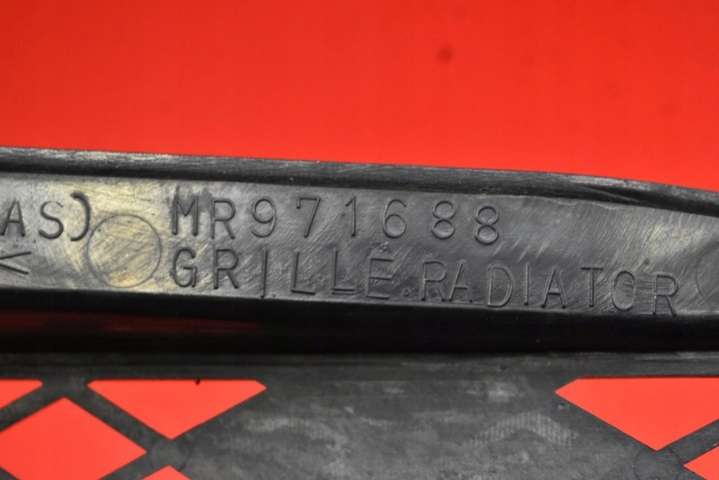 AS) MR971688
< GRILLE.RADIATOR